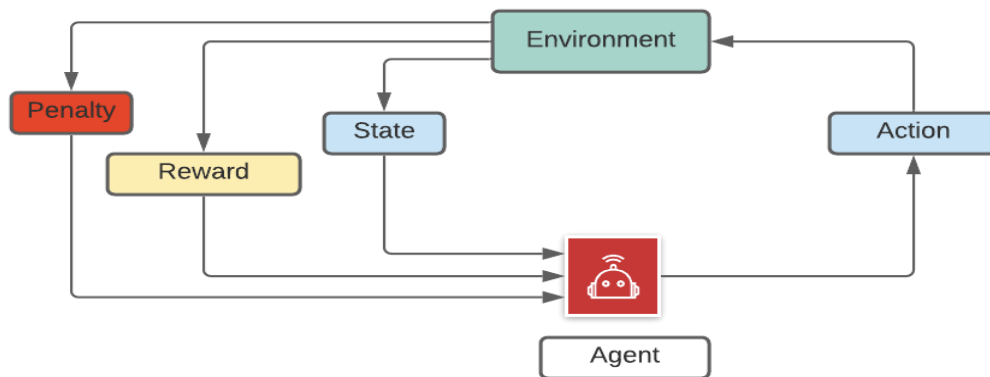 Environment
Penalty
State
Action
Reward
Agent